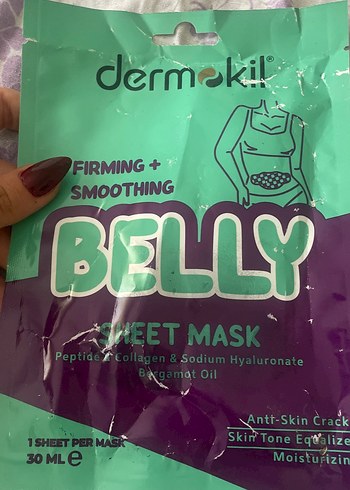 dermokil®
FIRMING +
SMOOTHING
BELLY
SHEET MASK
Peptide & Collagen & Sodium Hyaluronate
Bergamot Oil
Anti-Skin Crack
Skin Tone Equalize
Moisturizin
1 SHEET PER MASK
30 ML e